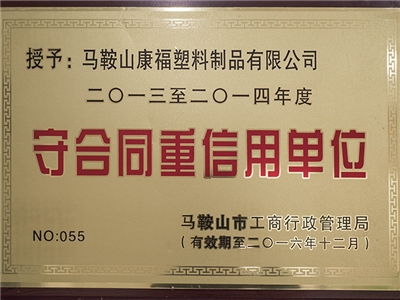 授予：马鞍山康福塑料制品有限公司
二〇一三至二〇一四年度
守合同重信用单位
马鞍山市工商行政管理局
NO:055
(有效期至二〇一六年十二月)